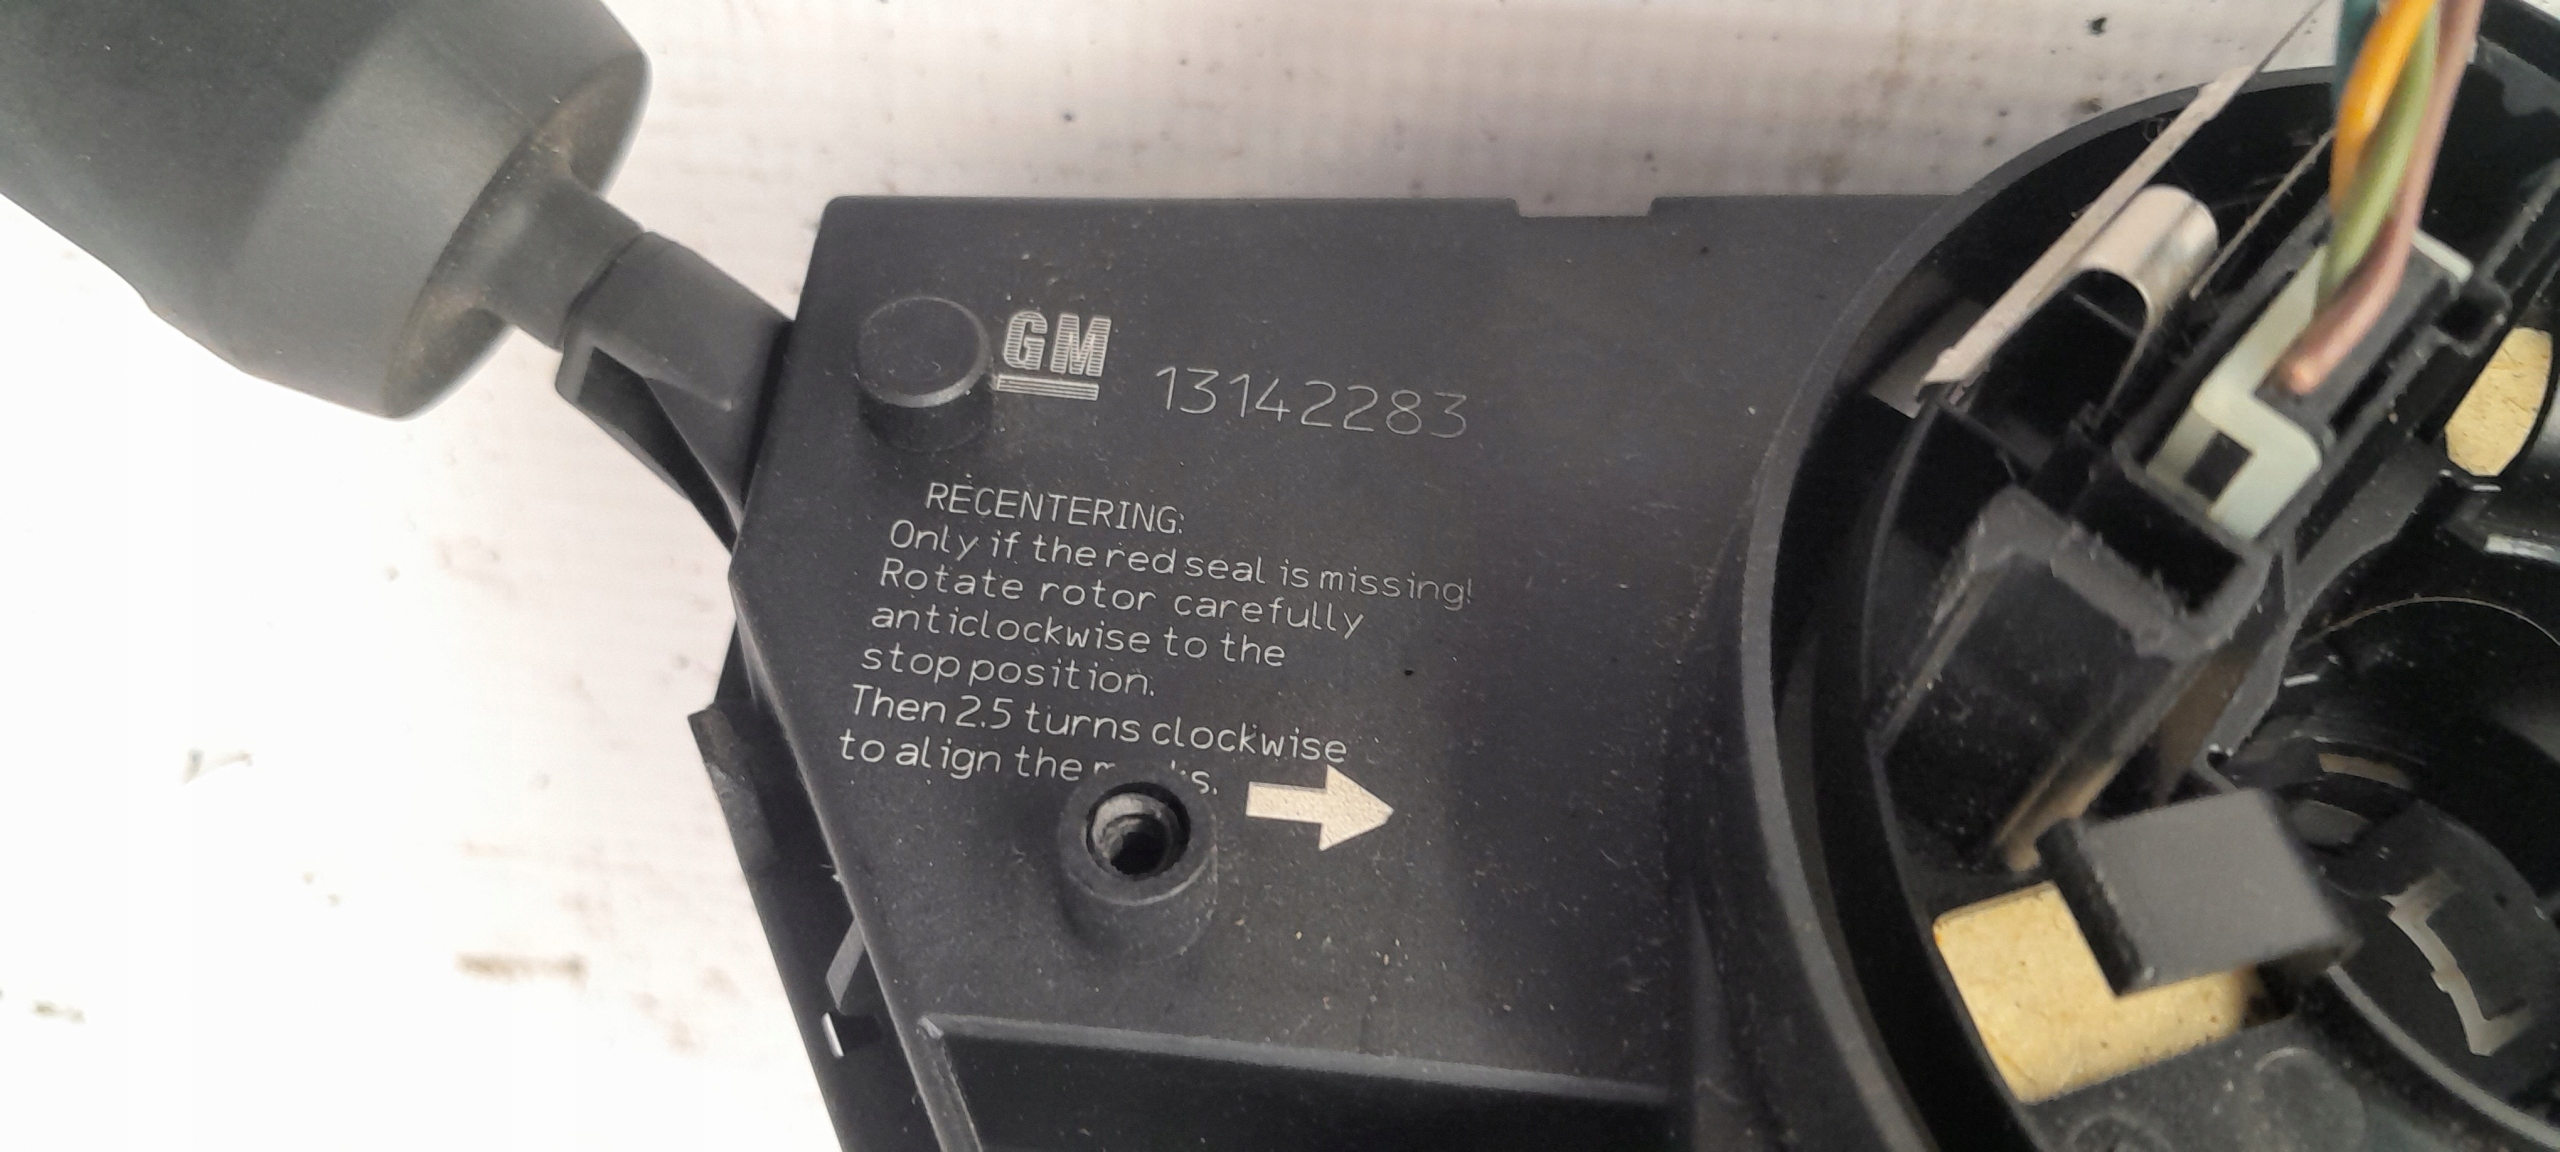 GM
13142283
RECENTERING:
Only if the red seal is missing!
Rotate rotor carefully
anticlockwise to the
stop position.
Then 2.5 turns clockwise
to align the